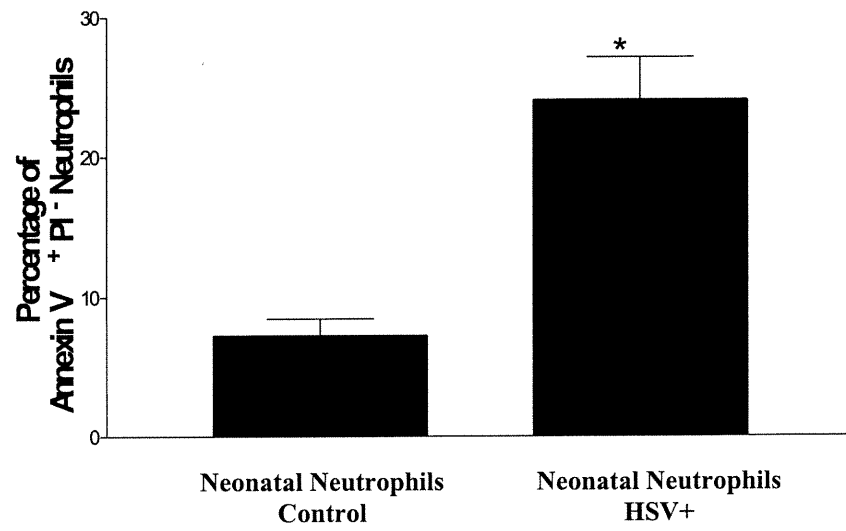 Percentage of
Annexin V + PI - Neutrophils
30
20
10
0
*
Neonatal Neutrophils
Control
Neonatal Neutrophils
HSV+